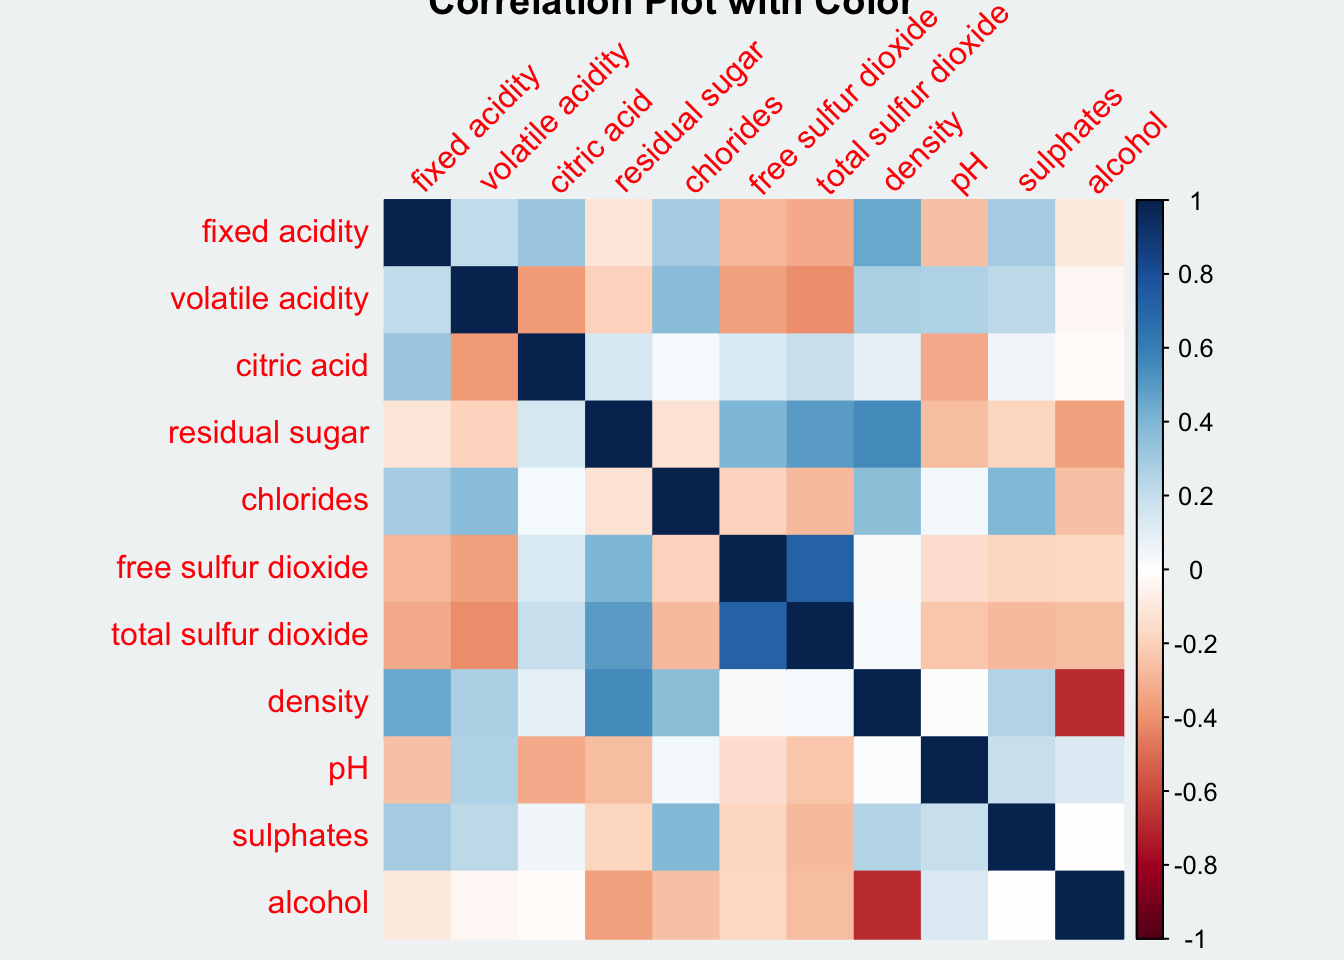 Correlation Plot with Color
fixed acidity
volatile acidity
citric acid
residual sugar
chlorides
free sulfur dioxide
total sulfur dioxide
density
pH
sulphates
alcohol
fixed acidity
volatile acidity
citric acid
residual sugar
chlorides
free sulfur dioxide
total sulfur dioxide
density
pH
sulphates
alcohol
1
0.8
0.6
0.4
0.2
0
-0.2
-0.4
-0.6
-0.8
-1